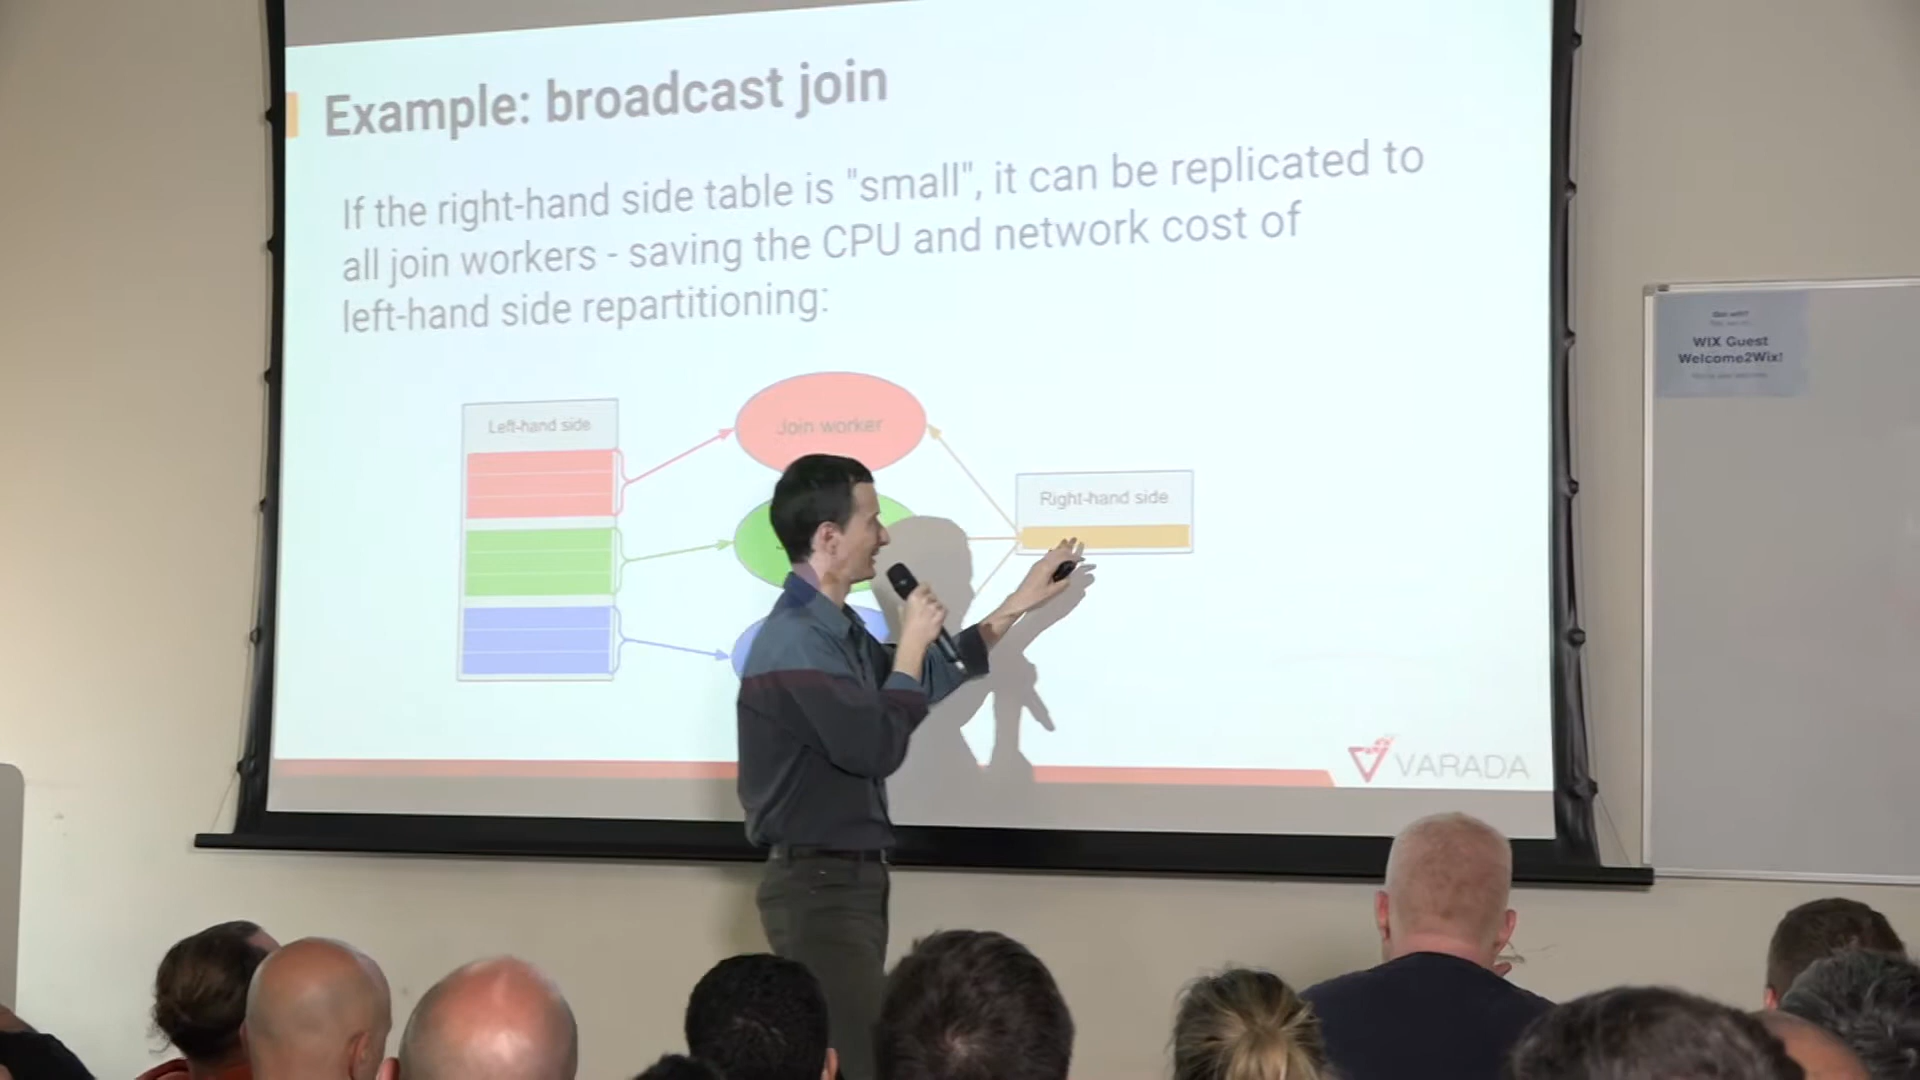 Example: broadcast join
If the right-hand side table is "small", it can be replicated to
all join workers - saving the CPU and network cost of
left-hand side repartitioning:
Left-hand side
Join worker
Right-hand side
VARADA
WIX Guest
Welcome2Wix!